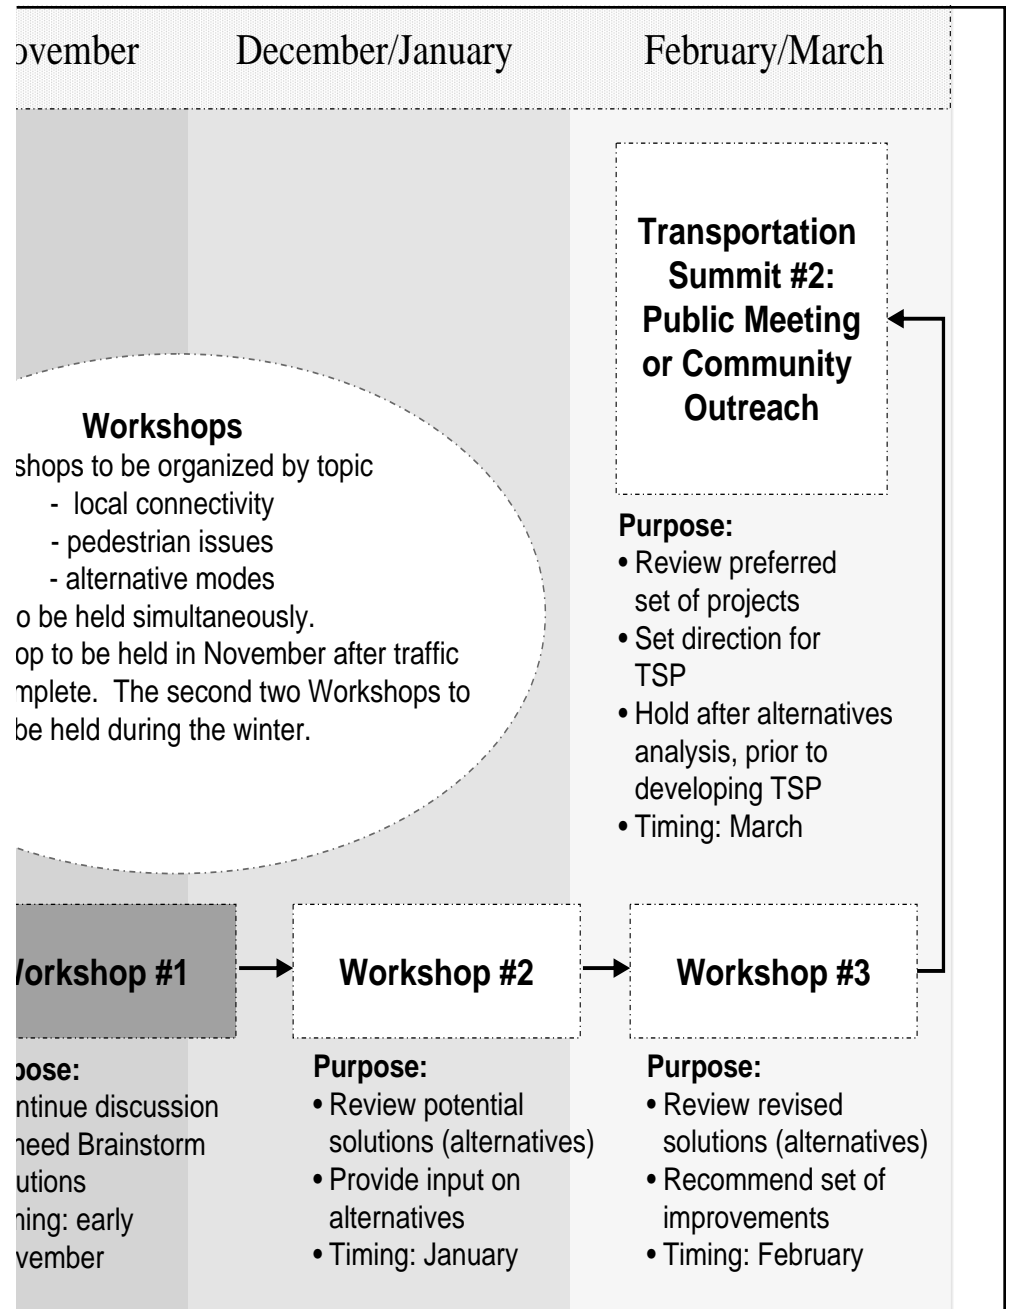 ovember December/January February/March
Transportation
Summit #2:
Public Meeting
or Community
Outreach
Workshops
shops to be organized by topic
- local connectivity
- pedestrian issues
- alternative modes
o be held simultaneously.
op to be held in November after traffic
mplete. The second two Workshops to
be held during the winter.
Purpose:
• Review preferred
set of projects
• Set direction for
TSP
• Hold after alternatives
analysis, prior to
developing TSP
• Timing: March
Workshop #1
pose:
ntinue discussion
need Brainstorm
utions
ning: early
vember
Workshop #2
Purpose:
• Review potential
solutions (alternatives)
• Provide input on
alternatives
• Timing: January
Workshop #3
Purpose:
• Review revised
solutions (alternatives)
• Recommend set of
improvements
• Timing: February